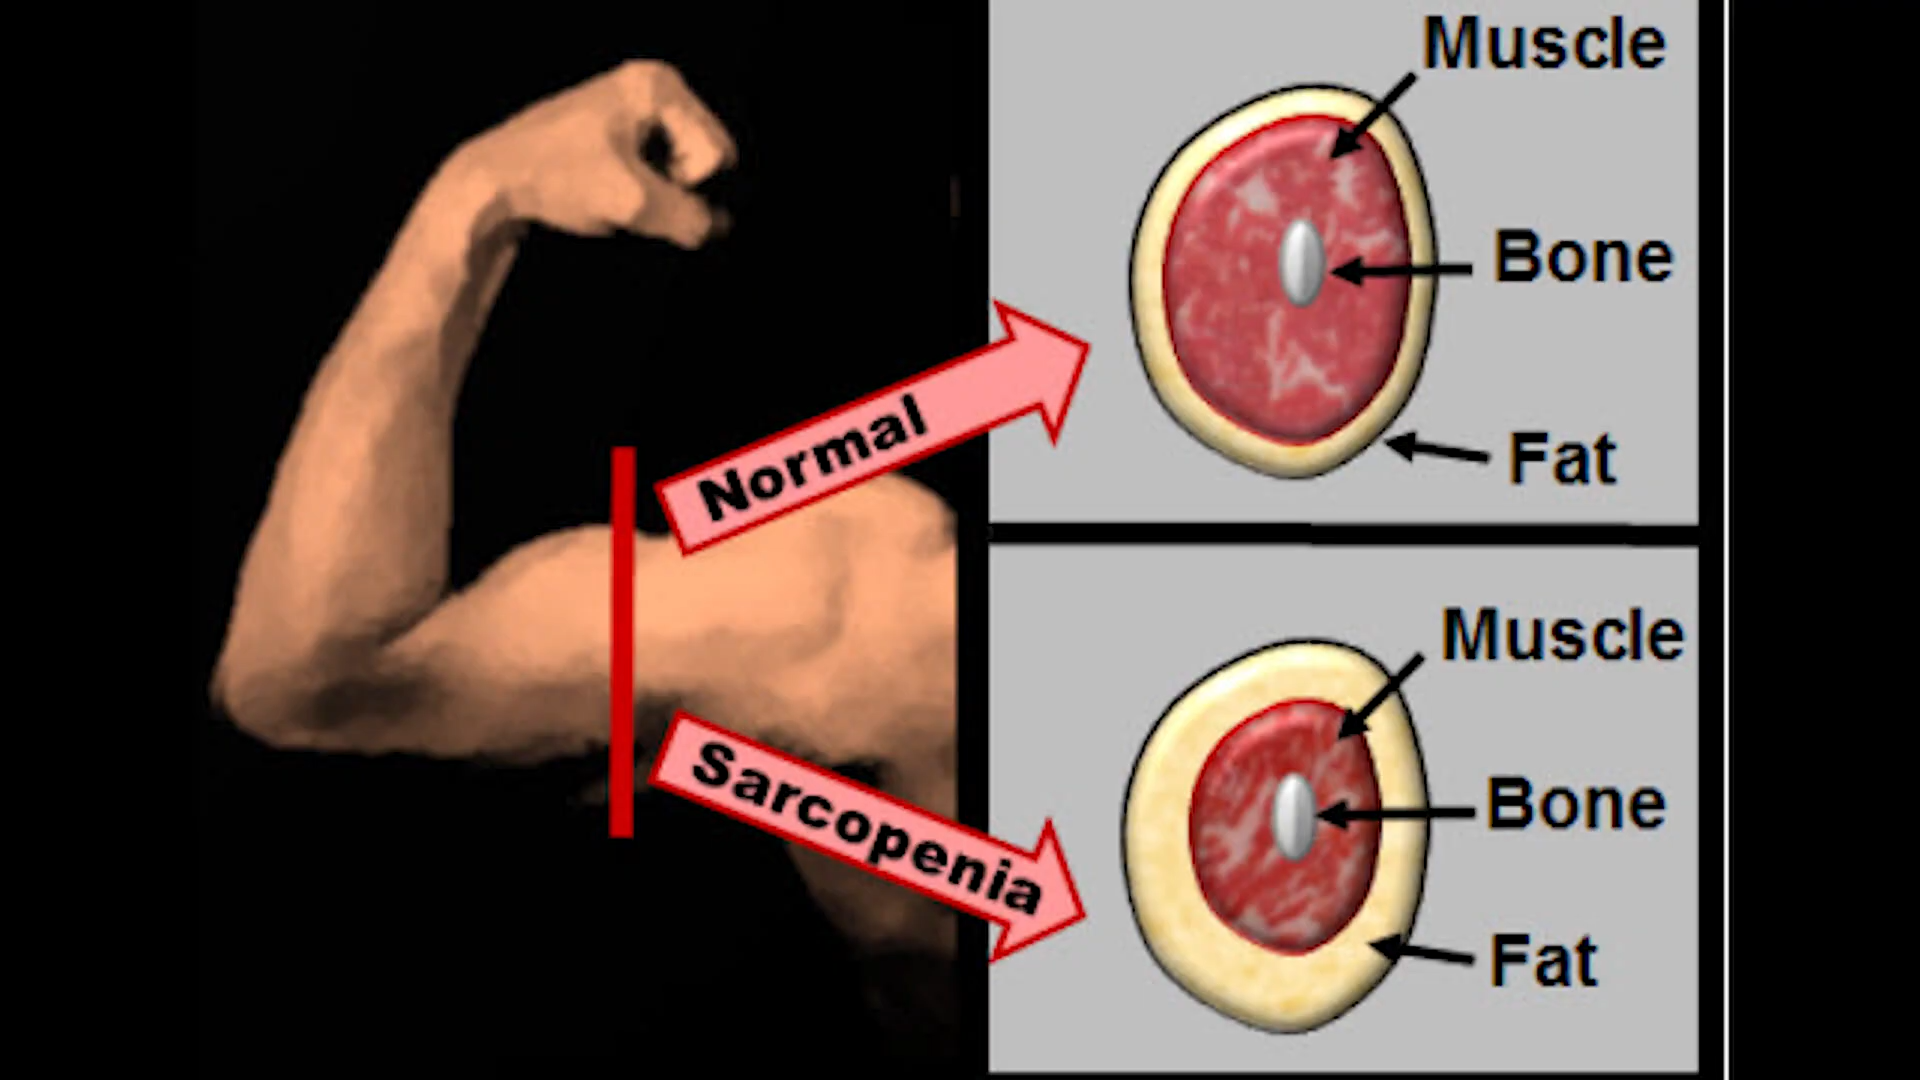 Muscle
Bone
Fat
Normal
Sarcopenia
Muscle
Bone
Fat